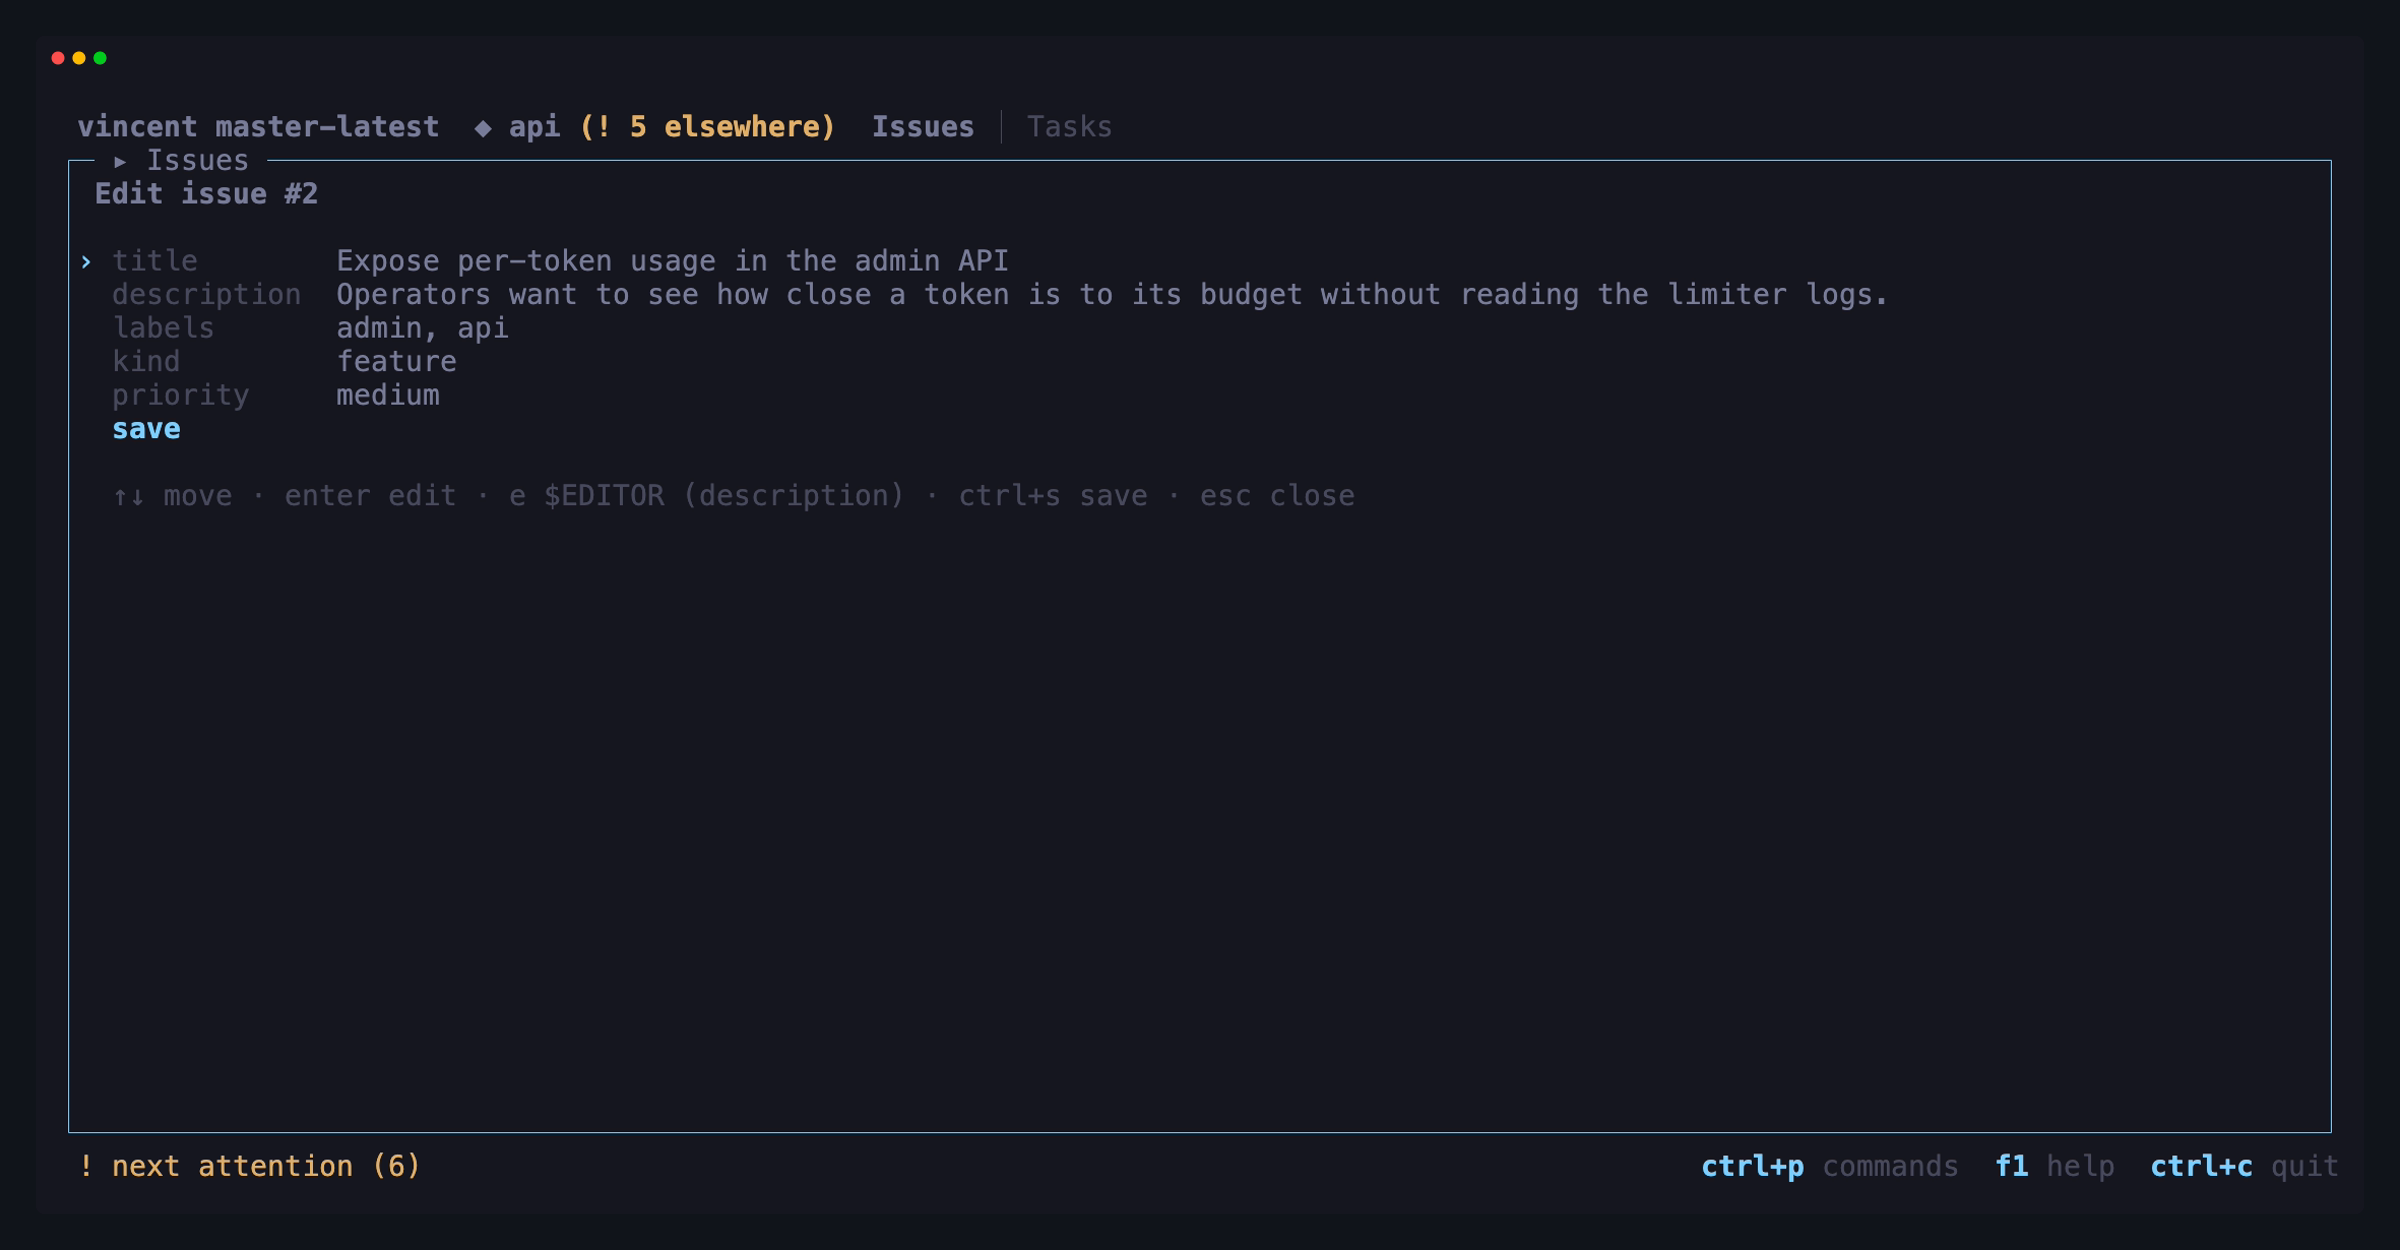 vincent master-latest ◆ api (! 5 elsewhere) Issues │ Tasks
▸ Issues
Edit issue #2
› title Expose per-token usage in the admin API
description Operators want to see how close a token is to its budget without reading the limiter logs.
labels admin, api
kind feature
priority medium
save
↑↓ move · enter edit · e $EDITOR (description) · ctrl+s save · esc close
! next attention (6) ctrl+p commands f1 help ctrl+c quit